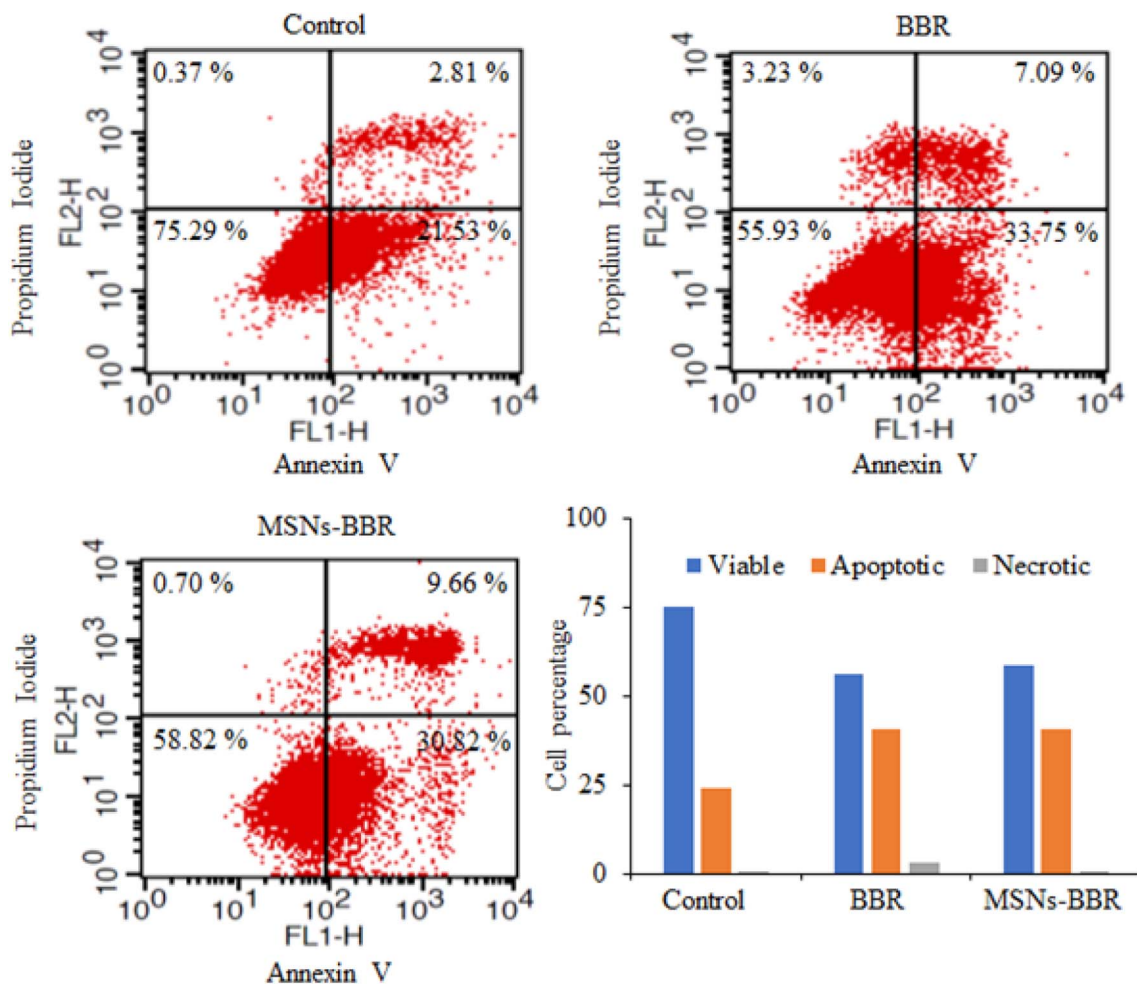 Control
0.37 %
2.81 %
75.29 %
21.53 %
Propidium Iodide
FL2-H
10⁴
10³
10²
10¹
10⁰
10⁰ 10¹ 10² 10³ 10⁴
FL1-H
Annexin V
BBR
3.23 %
7.09 %
55.93 %
33.75 %
Propidium Iodide
FL2-H
10⁴
10³
10²
10¹
10⁰
10⁰ 10¹ 10² 10³ 10⁴
FL1-H
Annexin V
MSNs-BBR
0.70 %
9.66 %
58.82 %
30.82 %
Propidium Iodide
FL2-H
10⁴
10³
10²
10¹
10⁰
10⁰ 10¹ 10² 10³ 10⁴
FL1-H
Annexin V
Viable Apoptotic Necrotic
Cell percentage
100
75
50
25
0
Control BBR MSNs-BBR